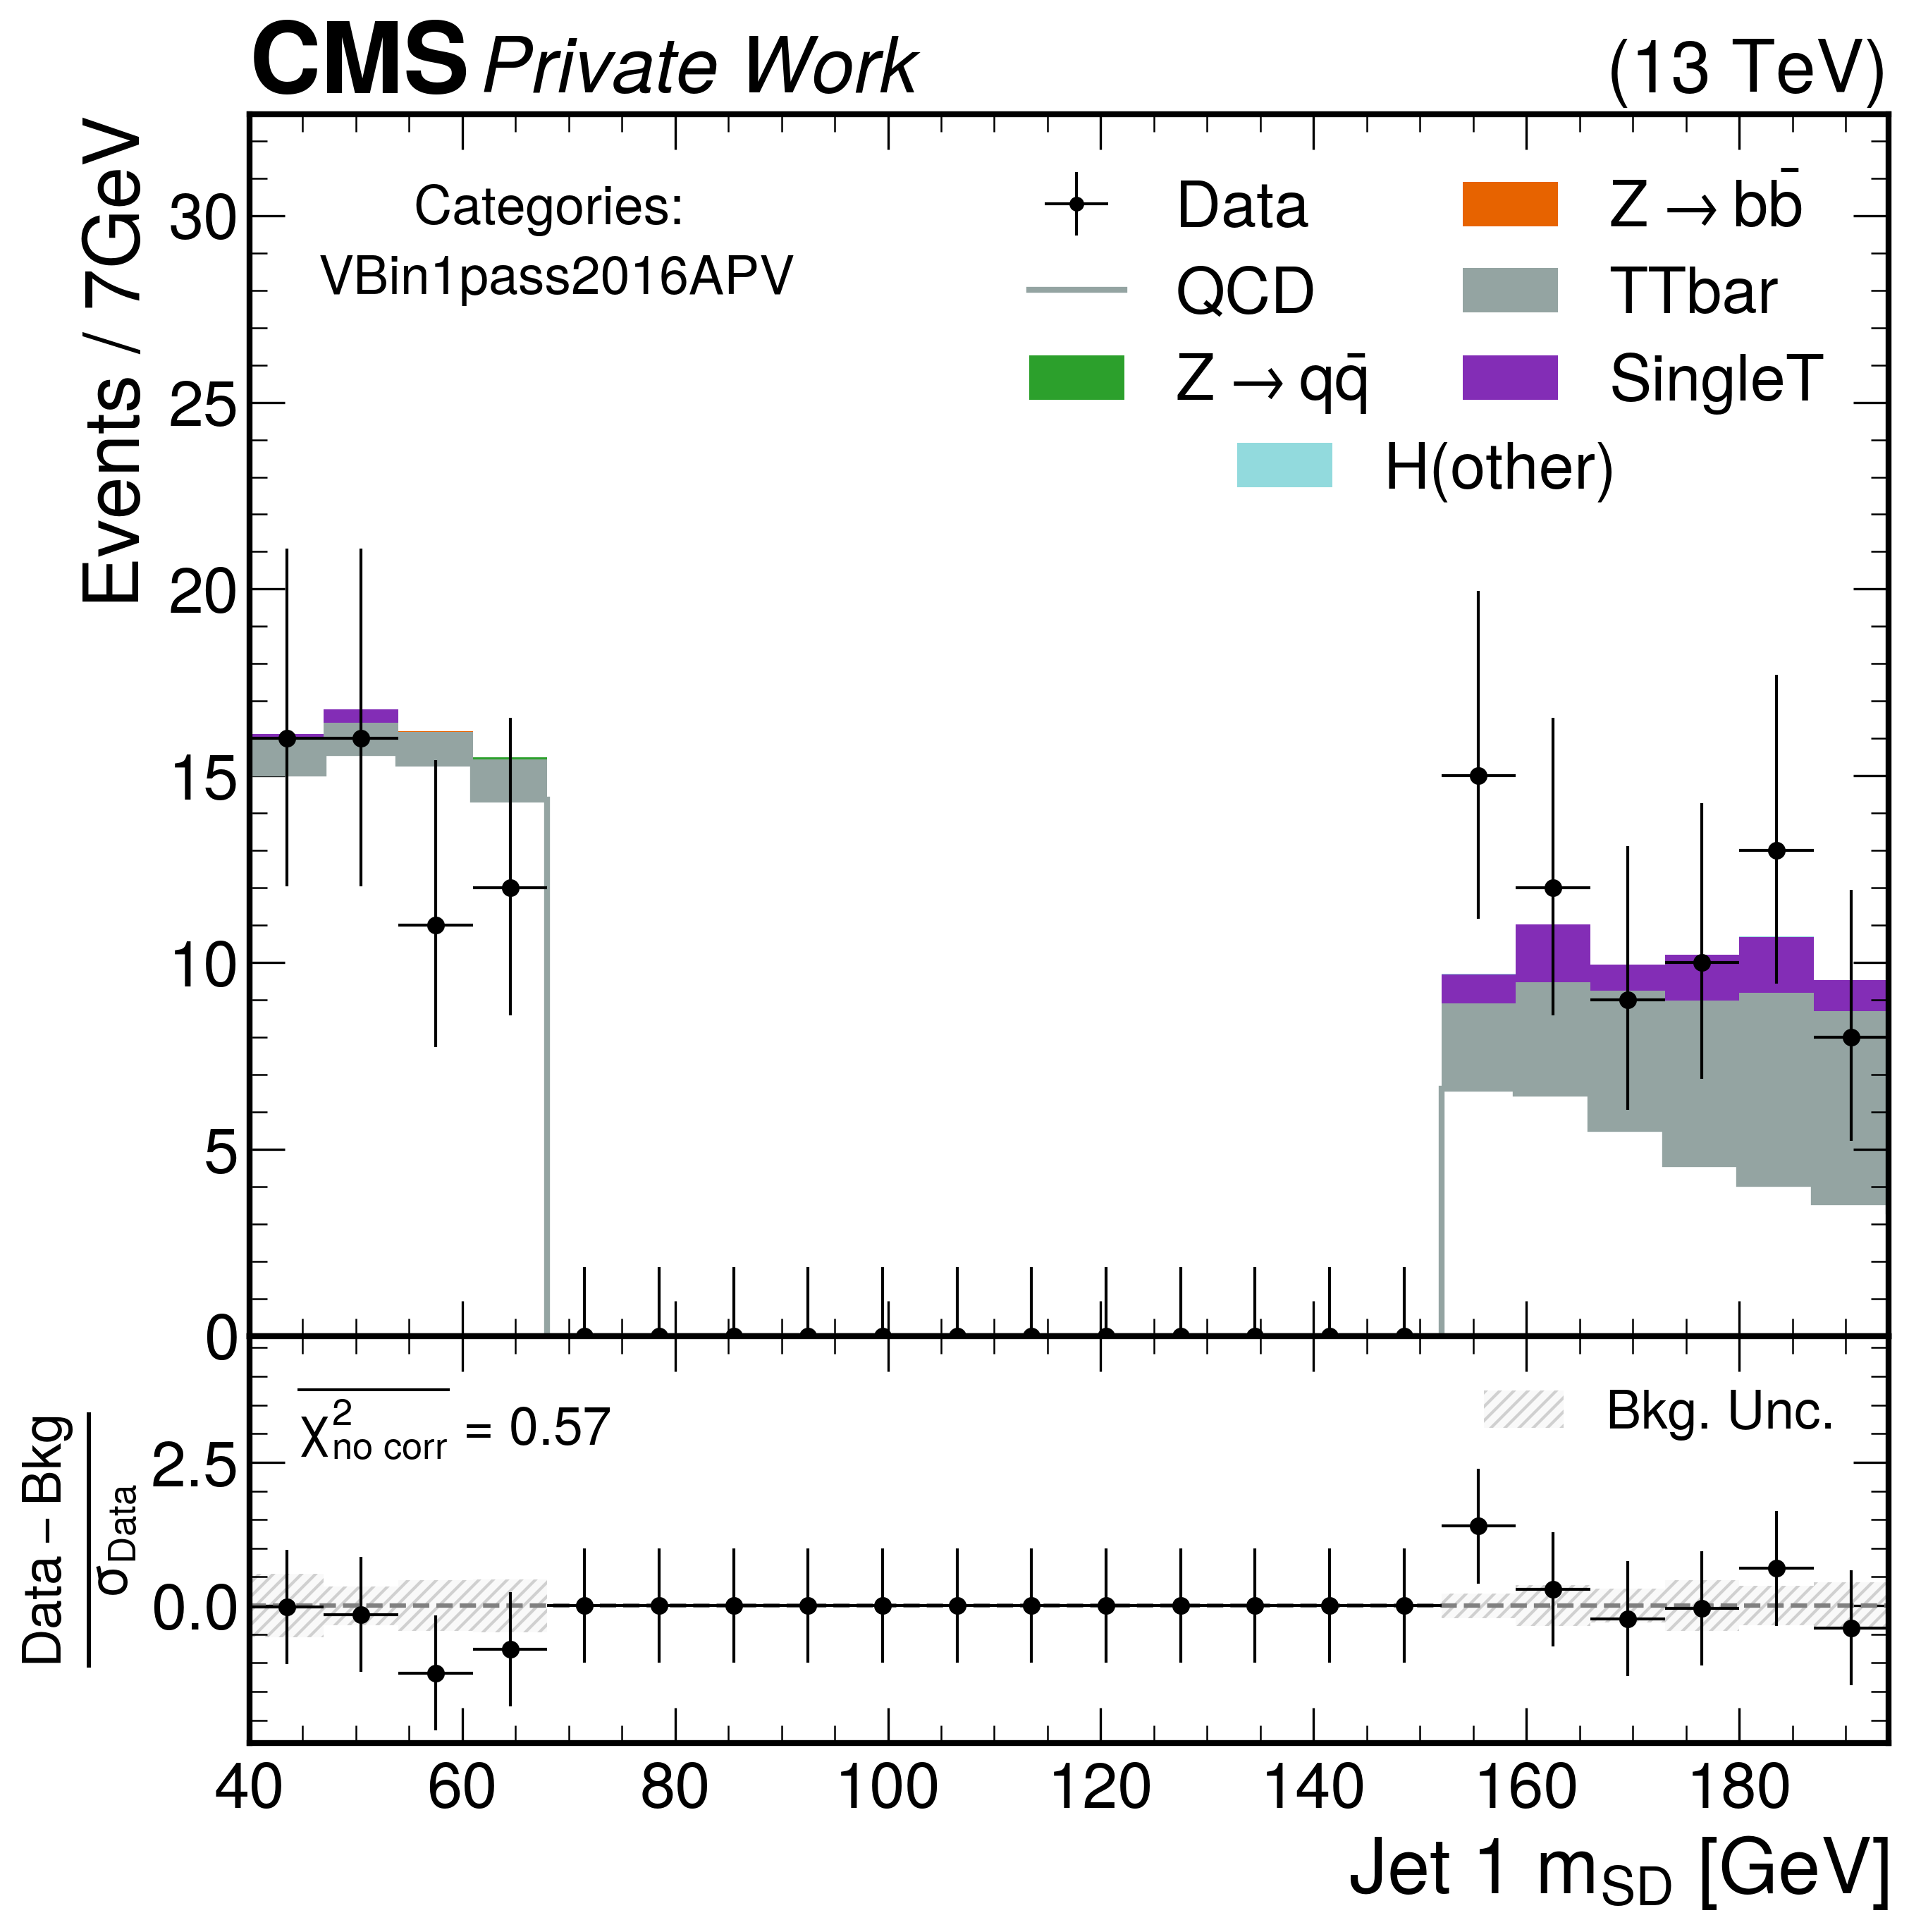 CMS Private Work (13 TeV)
Events / 7GeV
Categories:
VBin1pass2016APV
Data
QCD
Z → qq̄
Z → bb̄
TTbar
SingleT
H(other)
30
25
20
15
10
5
0
χ²no corr = 0.57
Bkg. Unc.
Data − Bkg
σData
2.5
0.0
40 60 80 100 120 140 160 180
Jet 1 mSD [GeV]